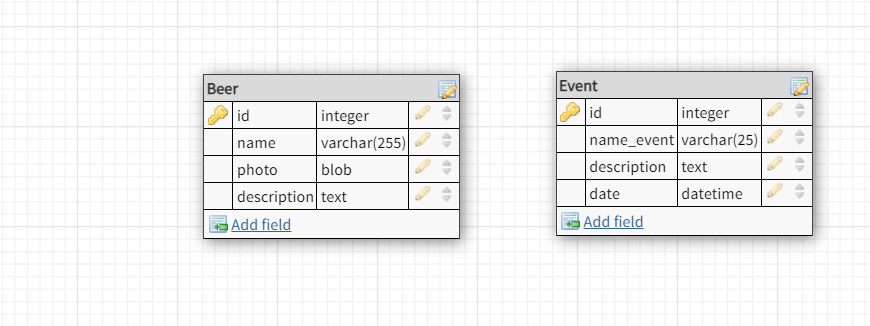 Beer
id integer
name varchar(255)
photo blob
description text
Add field
Event
id integer
name_event varchar(25)
description text
date datetime
Add field